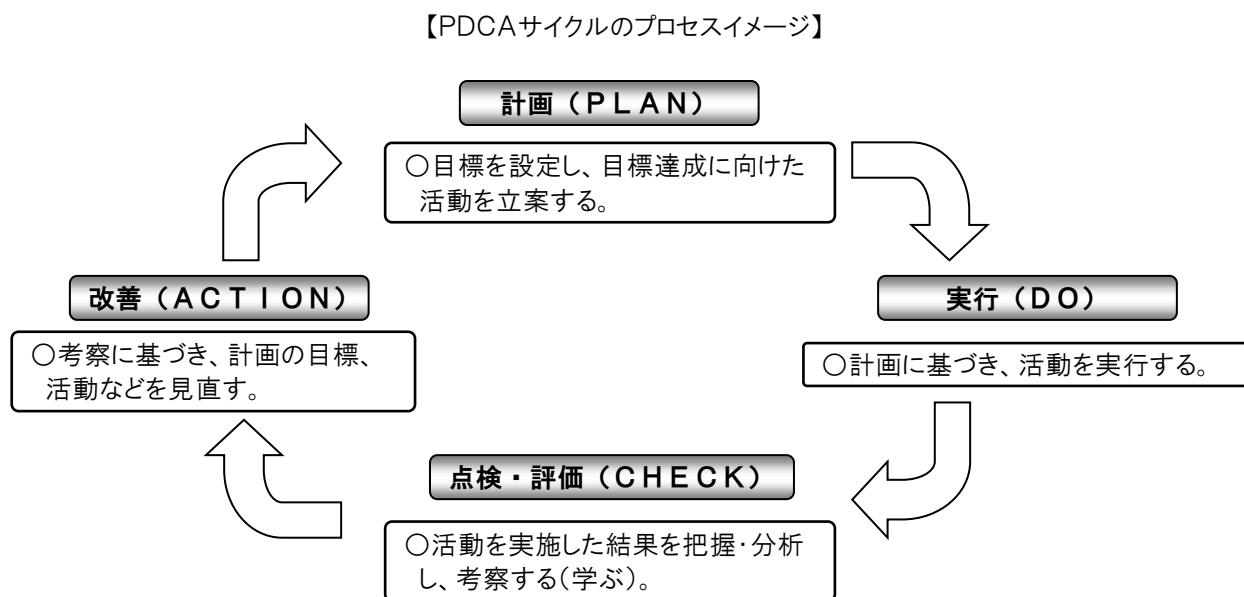 【PDCAサイクルのプロセスイメージ】
計画(PLAN)
○目標を設定し、目標達成に向けた
活動を立案する。
改善(ACTION)
○考察に基づき、計画の目標、
活動などを見直す。
実行(DO)
○計画に基づき、活動を実行する。
点検・評価(CHECK)
○活動を実施した結果を把握・分析
し、考察する(学ぶ)。